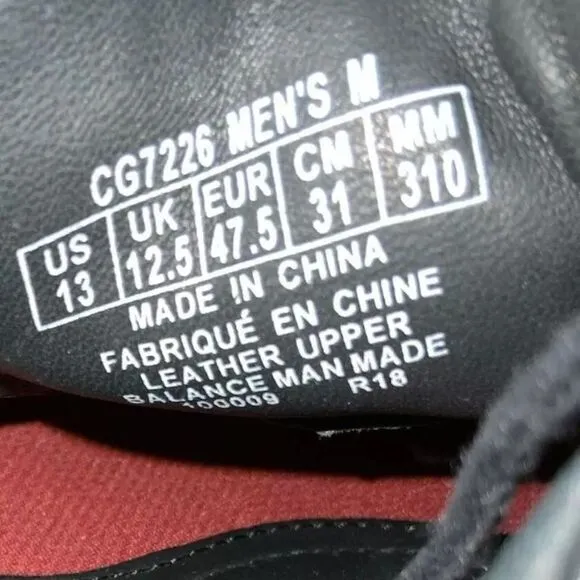 CG7226 MEN'S M
US UK EUR CM MM
13 12.5 47.5 31 310
MADE IN CHINA
FABRIQUÉ EN CHINE
LEATHER UPPER
BALANCE MAN MADE
100009 R18